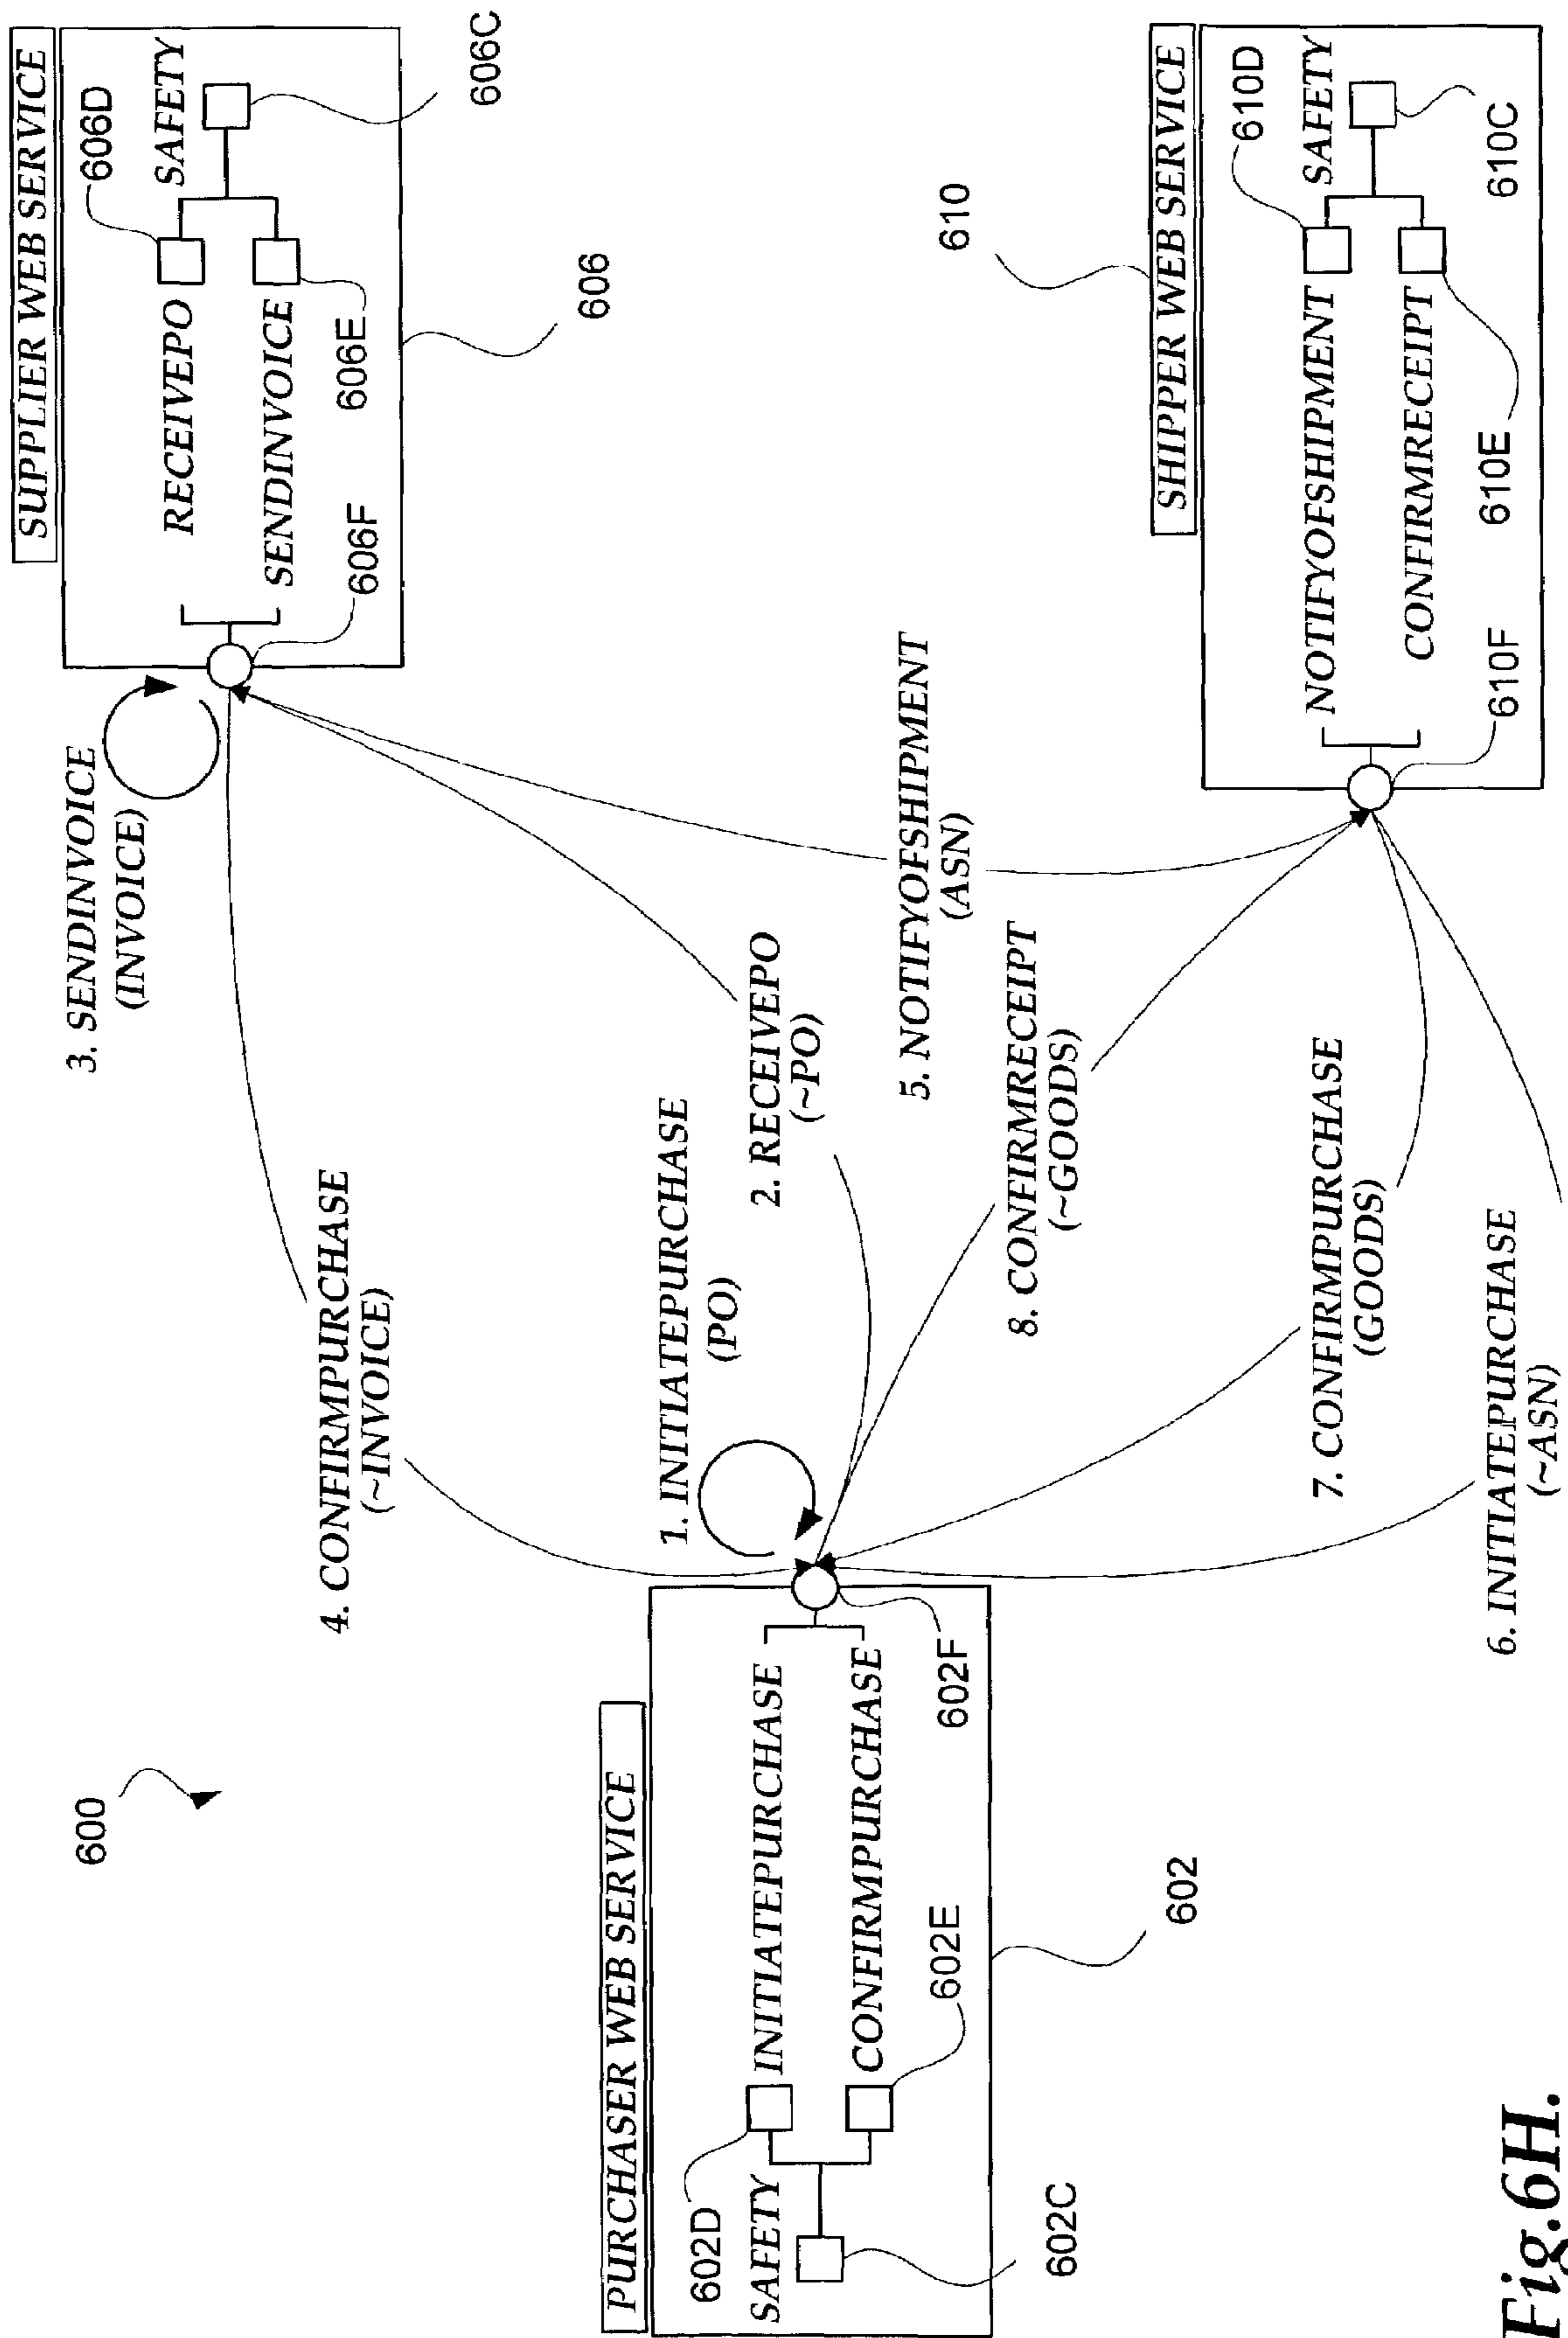 600
PURCHASER WEB SERVICE
602D
SAFETY
INITIATEPURCHASE
CONFIRMPURCHASE
602C
602E
602F
602
SUPPLIER WEB SERVICE
606D
RECEIVEPO
SAFETY
SENDINVOICE
606F
606E
606C
606
3. SENDINVOICE
(INVOICE)
4. CONFIRMPURCHASE
(~INVOICE)
1. INITIATEPURCHASE
(PO)
2. RECEIVEPO
(~PO)
5. NOTIFYOFSHIPMENT
(ASN)
8. CONFIRMRECEIPT
(~GOODS)
7. CONFIRMPURCHASE
(GOODS)
6. INITIATEPURCHASE
(~ASN)
610
SHIPPER WEB SERVICE
610D
NOTIFYOFSHIPMENT
SAFETY
CONFIRMRECEIPT
610F
610E
610C
Fig.6H.